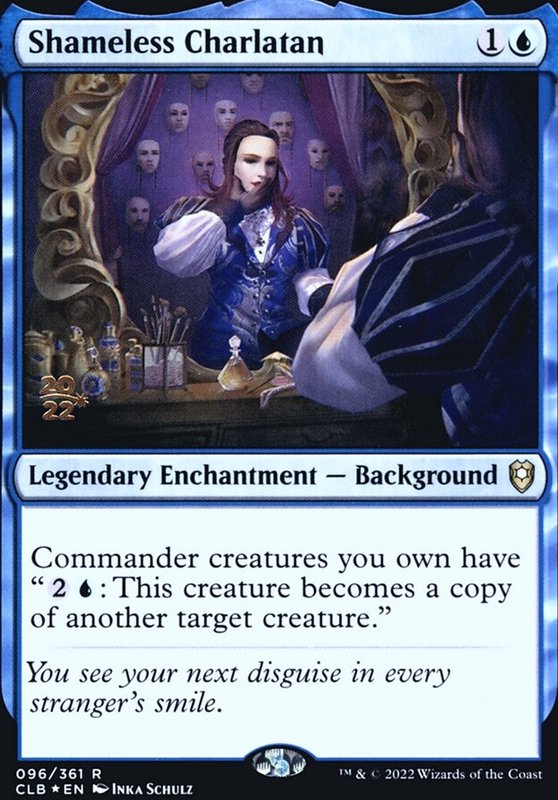 Shameless Charlatan 1
20
22
Legendary Enchantment — Background
Commander creatures you own have
“2 : This creature becomes a copy
of another target creature.”
You see your next disguise in every
stranger’s smile.
096/361 R
CLB ★ EN Inka Schulz
™ & © 2022 Wizards of the Coast